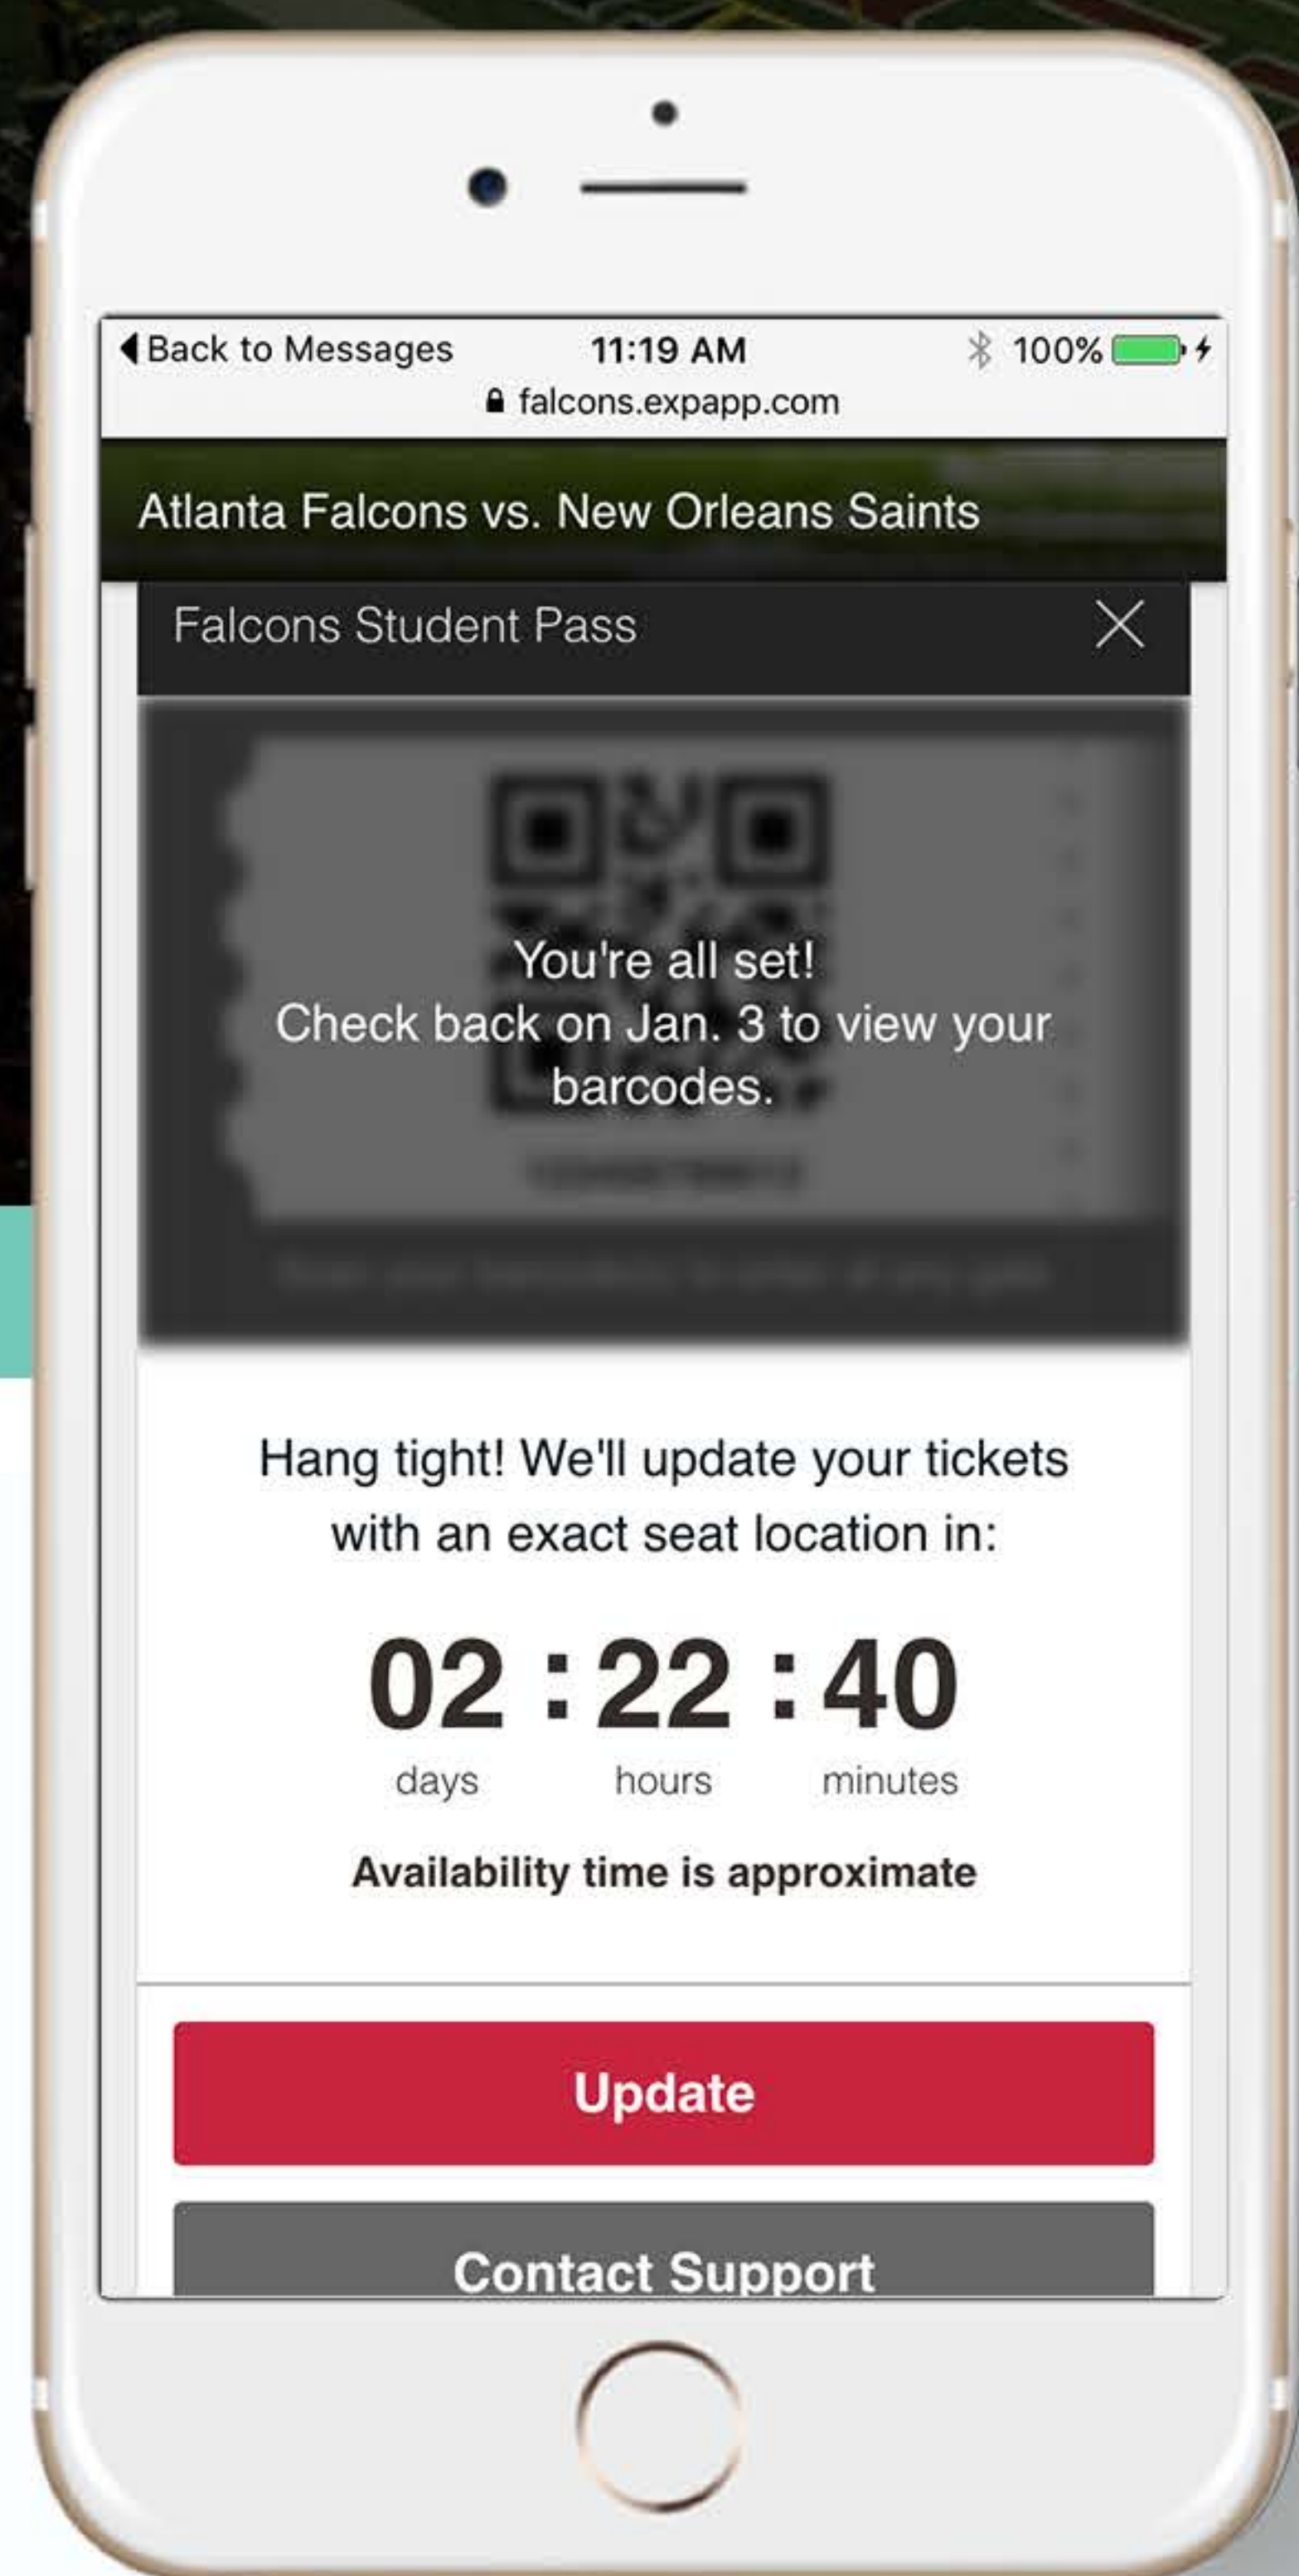 Back to Messages 11:19 AM 100%
falcons.expapp.com
Atlanta Falcons vs. New Orleans Saints
Falcons Student Pass
You're all set!
Check back on Jan. 3 to view your
barcodes.
Hang tight! We'll update your tickets
with an exact seat location in:
02 : 22 : 40
days hours minutes
Availability time is approximate
Update
Contact Support